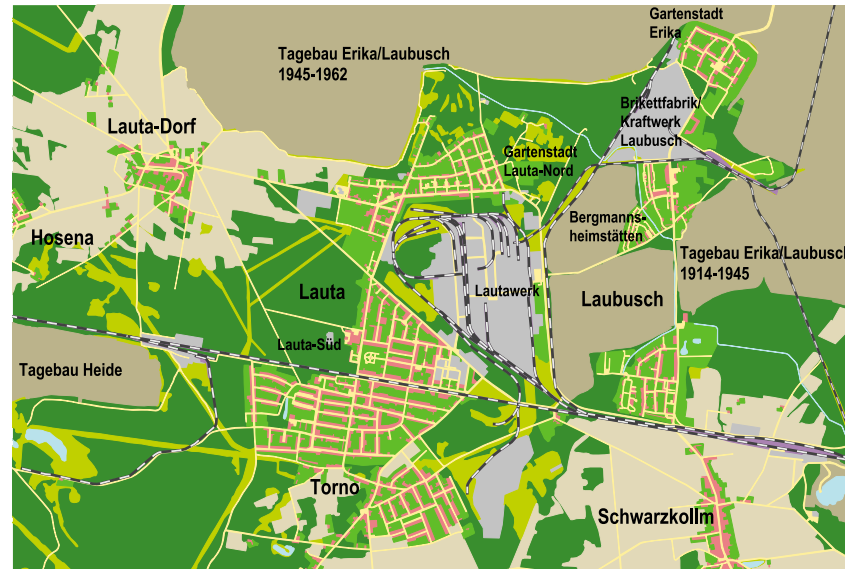 Gartenstadt
Erika
Tagebau Erika/Laubusch
1945-1962
Brikettfabrik/
Kraftwerk
Laubusch
Lauta-Dorf
Gartenstadt
Lauta-Nord
Bergmanns-
heimstätten
Hosena
Tagebau Erika/Laubusch
1914-1945
Lauta
Lautawerk
Laubusch
Lauta-Süd
Tagebau Heide
Torno
Schwarzkollm